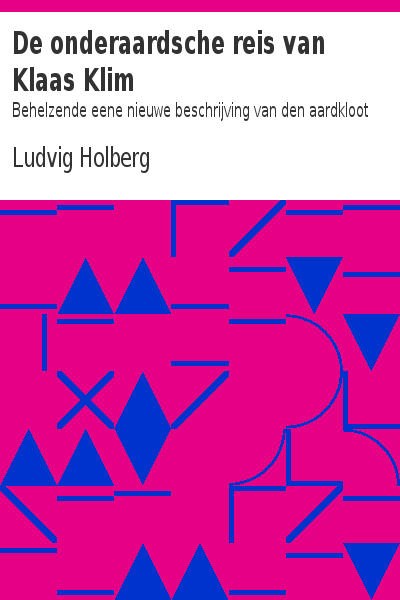 De onderaardsche reis van
Klaas Klim
Behelzende eene nieuwe beschrijving van den aardkloot
Ludvig Holberg